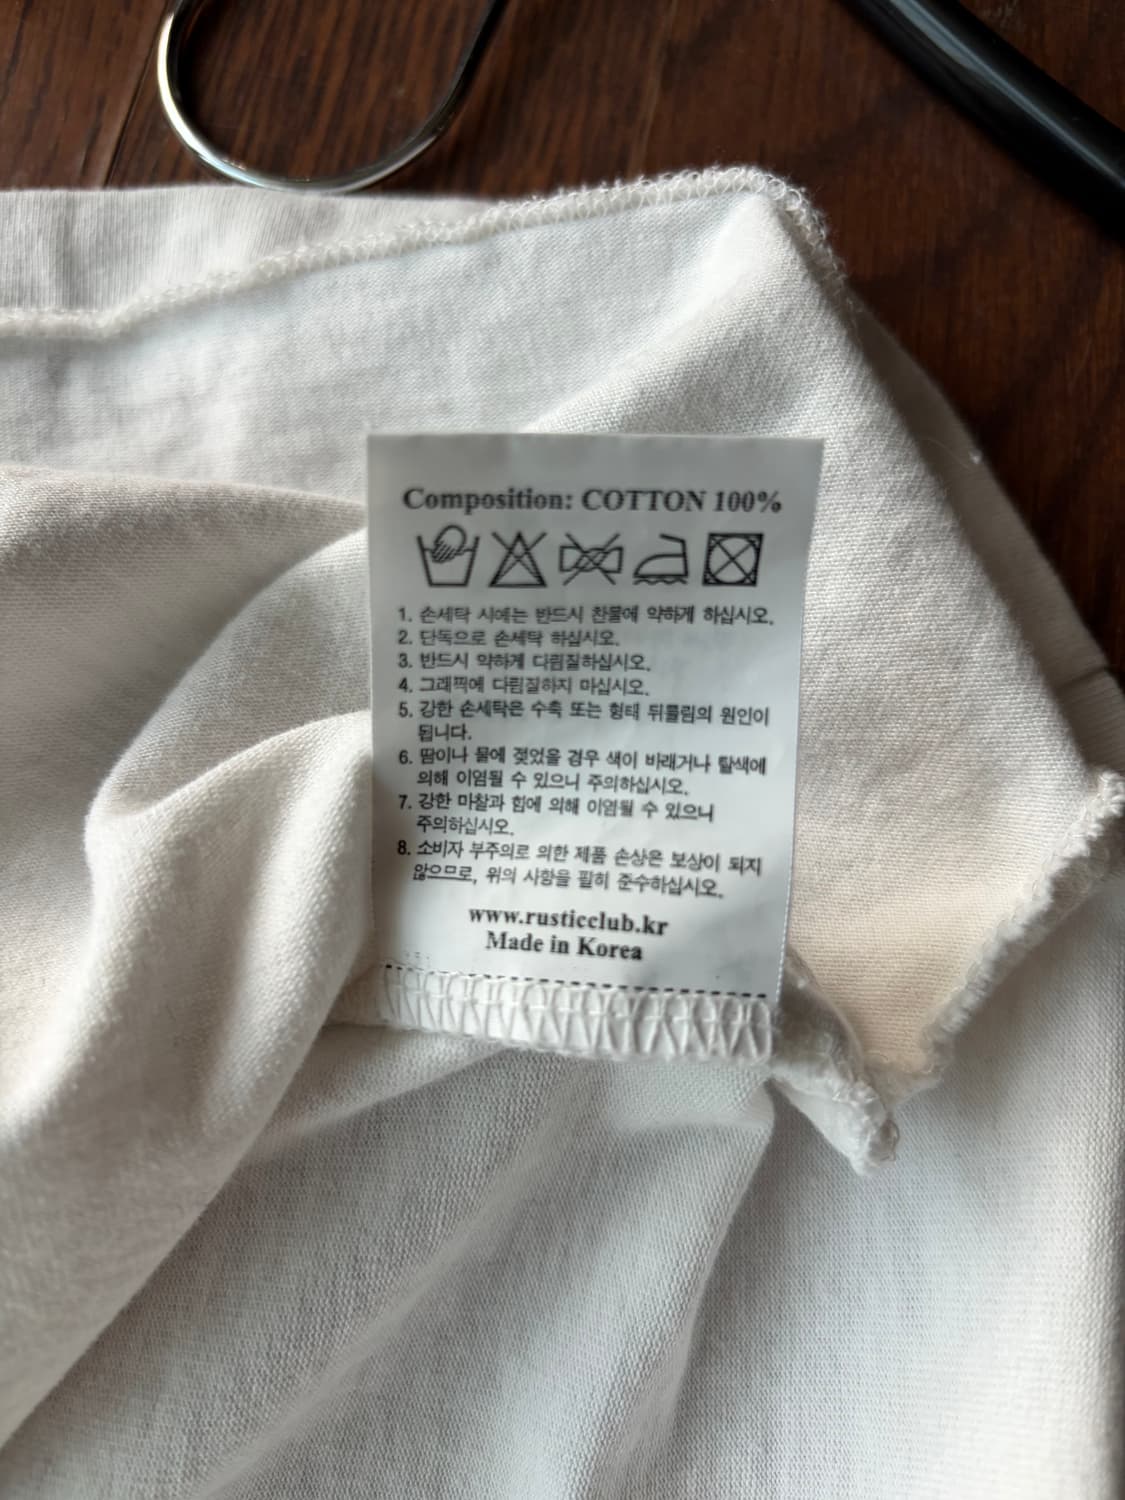 Composition: COTTON 100%
1. 손세탁 시에는 반드시 찬물에 약하게 하십시오.
2. 단독으로 손세탁 하십시오.
3. 반드시 약하게 다림질하십시오.
4. 그래픽에 다림질하지 마십시오.
5. 강한 손세탁은 수축 또는 형태 뒤틀림의 원인이
됩니다.
6. 땀이나 물에 젖었을 경우 색이 바래거나 탈색에
의해 이염될 수 있으니 주의하십시오.
7. 강한 마찰과 힘에 의해 이염될 수 있으니
주의하십시오.
8. 소비자 부주의로 의한 제품 손상은 보상이 되지
않으므로, 위의 사항을 필히 준수하십시오.
www.rusticclub.kr
Made in Korea